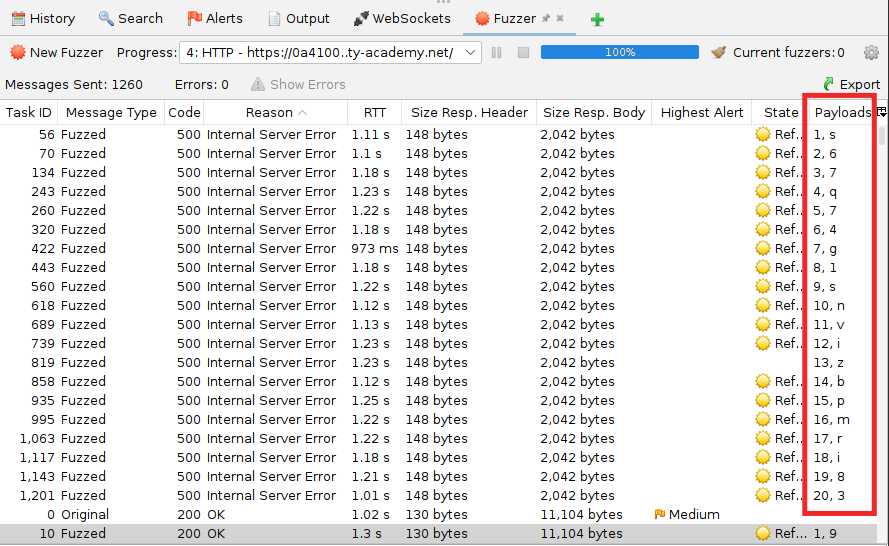 History Search Alerts Output WebSockets Fuzzer
New Fuzzer Progress: 4: HTTP - https://0a4100..ty-academy.net/ 100% Current fuzzers: 0
Messages Sent: 1260 Errors: 0 Show Errors Export
Task ID Message Type Code Reason RTT Size Resp. Header Size Resp. Body Highest Alert State Payloads
56 Fuzzed 500 Internal Server Error 1.11 s 148 bytes 2,042 bytes Ref... 1, s
70 Fuzzed 500 Internal Server Error 1.1 s 148 bytes 2,042 bytes Ref... 2, 6
134 Fuzzed 500 Internal Server Error 1.18 s 148 bytes 2,042 bytes Ref... 3, 7
243 Fuzzed 500 Internal Server Error 1.23 s 148 bytes 2,042 bytes Ref... 4, q
260 Fuzzed 500 Internal Server Error 1.22 s 148 bytes 2,042 bytes Ref... 5, 7
320 Fuzzed 500 Internal Server Error 1.18 s 148 bytes 2,042 bytes Ref... 6, 4
422 Fuzzed 500 Internal Server Error 973 ms 148 bytes 2,042 bytes Ref... 7, g
443 Fuzzed 500 Internal Server Error 1.18 s 148 bytes 2,042 bytes Ref... 8, 1
560 Fuzzed 500 Internal Server Error 1.22 s 148 bytes 2,042 bytes Ref... 9, s
618 Fuzzed 500 Internal Server Error 1.12 s 148 bytes 2,042 bytes Ref... 10, n
689 Fuzzed 500 Internal Server Error 1.13 s 148 bytes 2,042 bytes Ref... 11, v
739 Fuzzed 500 Internal Server Error 1.23 s 148 bytes 2,042 bytes Ref... 12, i
819 Fuzzed 500 Internal Server Error 1.23 s 148 bytes 2,042 bytes 13, z
858 Fuzzed 500 Internal Server Error 1.12 s 148 bytes 2,042 bytes Ref... 14, b
935 Fuzzed 500 Internal Server Error 1.25 s 148 bytes 2,042 bytes Ref... 15, p
995 Fuzzed 500 Internal Server Error 1.22 s 148 bytes 2,042 bytes Ref... 16, m
1,063 Fuzzed 500 Internal Server Error 1.22 s 148 bytes 2,042 bytes Ref... 17, r
1,117 Fuzzed 500 Internal Server Error 1.18 s 148 bytes 2,042 bytes Ref... 18, i
1,143 Fuzzed 500 Internal Server Error 1.21 s 148 bytes 2,042 bytes Ref... 19, 8
1,201 Fuzzed 500 Internal Server Error 1.01 s 148 bytes 2,042 bytes Ref... 20, 3
0 Original 200 OK 1.02 s 130 bytes 11,104 bytes Medium
10 Fuzzed 200 OK 1.3 s 130 bytes 11,104 bytes Ref... 1, 9